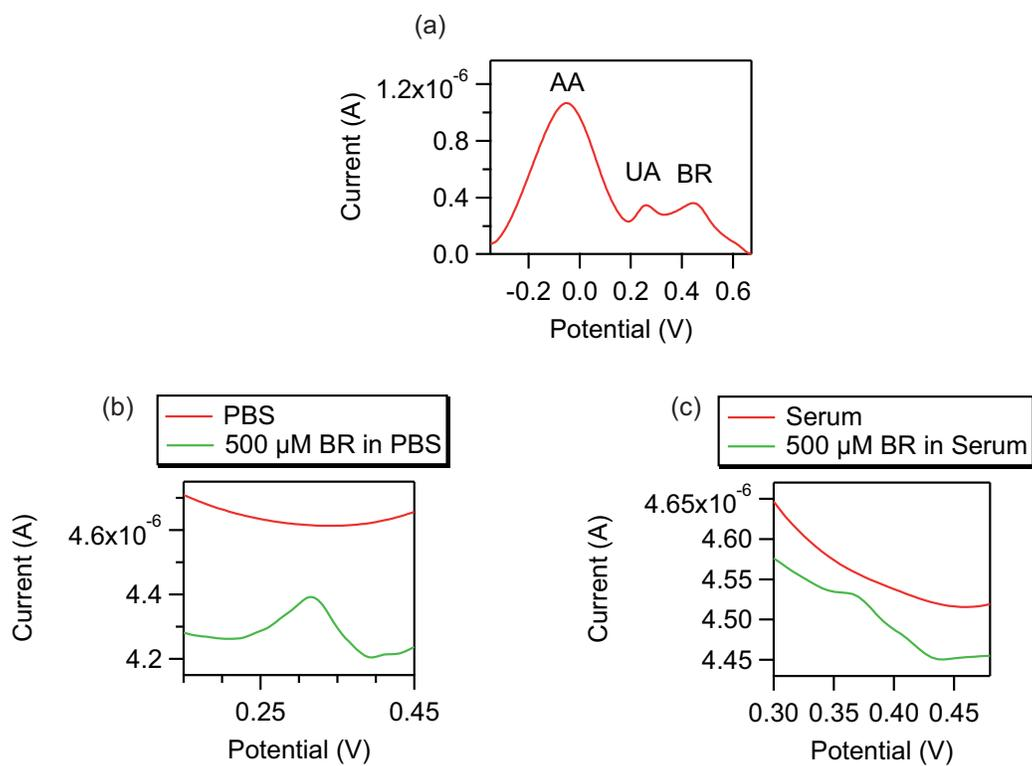 (a)
1.2x10⁻⁶
0.8
0.4
0.0
Current (A)
AA
UA BR
-0.2 0.0 0.2 0.4 0.6
Potential (V)
(b)
PBS
500 µM BR in PBS
4.6x10⁻⁶
4.4
4.2
Current (A)
0.25 0.45
Potential (V)
(c)
Serum
500 µM BR in Serum
4.65x10⁻⁶
4.60
4.55
4.50
4.45
Current (A)
0.30 0.35 0.40 0.45
Potential (V)